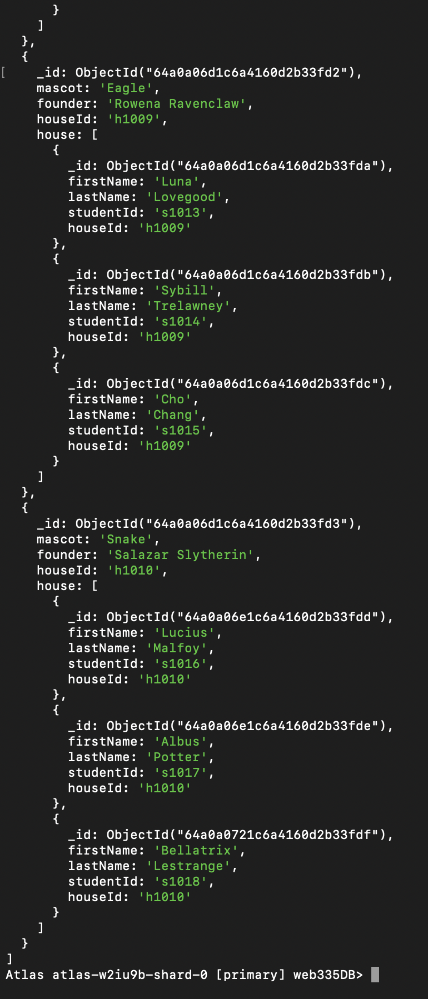 }
    ]
  },
  {
[    _id: ObjectId("64a0a06d1c6a4160d2b33fd2"),
    mascot: 'Eagle',
    founder: 'Rowena Ravenclaw',
    houseId: 'h1009',
    house: [
      {
        _id: ObjectId("64a0a06d1c6a4160d2b33fda"),
        firstName: 'Luna',
        lastName: 'Lovegood',
        studentId: 's1013',
        houseId: 'h1009'
      },
      {
        _id: ObjectId("64a0a06d1c6a4160d2b33fdb"),
        firstName: 'Sybill',
        lastName: 'Trelawney',
        studentId: 's1014',
        houseId: 'h1009'
      },
      {
        _id: ObjectId("64a0a06d1c6a4160d2b33fdc"),
        firstName: 'Cho',
        lastName: 'Chang',
        studentId: 's1015',
        houseId: 'h1009'
      }
    ]
  },
  {
    _id: ObjectId("64a0a06d1c6a4160d2b33fd3"),
    mascot: 'Snake',
    founder: 'Salazar Slytherin',
    houseId: 'h1010',
    house: [
      {
        _id: ObjectId("64a0a06e1c6a4160d2b33fdd"),
        firstName: 'Lucius',
        lastName: 'Malfoy',
        studentId: 's1016',
        houseId: 'h1010'
      },
      {
        _id: ObjectId("64a0a06e1c6a4160d2b33fde"),
        firstName: 'Albus',
        lastName: 'Potter',
        studentId: 's1017',
        houseId: 'h1010'
      },
      {
        _id: ObjectId("64a0a0721c6a4160d2b33fdf"),
        firstName: 'Bellatrix',
        lastName: 'Lestrange',
        studentId: 's1018',
        houseId: 'h1010'
      }
    ]
  }
]
Atlas atlas-w2iu9b-shard-0 [primary] web335DB>